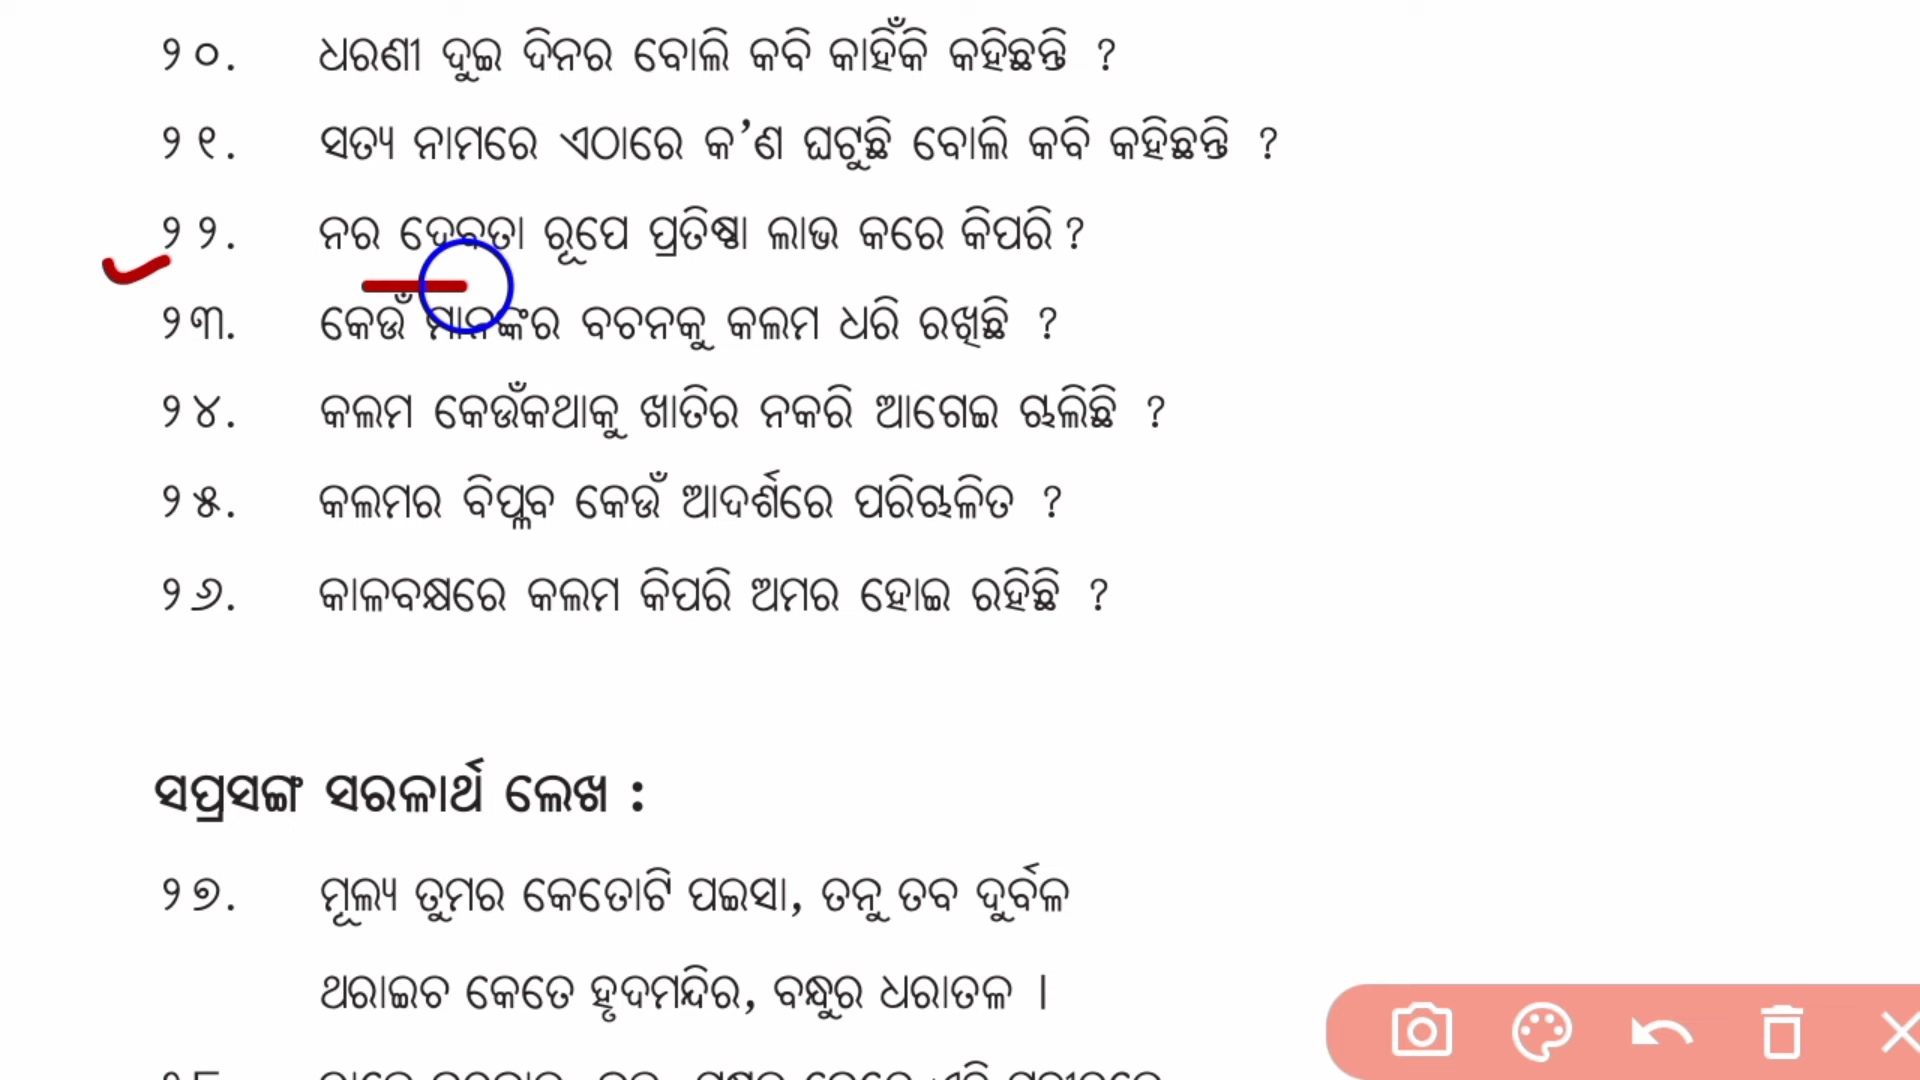 ୨୦. ଧରଣୀ ଦୁଇ ଦିନର ବୋଲି କବି କାହିଁକି କହିଛନ୍ତି ?
୨୧. ସତ୍ୟ ନାମରେ ଏଠାରେ କ’ଣ ଘଟୁଛି ବୋଲି କବି କହିଛନ୍ତି ?
୨୨. ନର ଦେବତା ରୂପେ ପ୍ରତିଷ୍ଠା ଲାଭ କରେ କିପରି ?
୨୩. କେଉଁ ମାନଙ୍କର ବଚନକୁ କଲମ ଧରି ରଖିଛି ?
୨୪. କଲମ କେଉଁକଥାକୁ ଖାତିର ନକରି ଆଗେଇ ଚାଲିଛି ?
୨୫. କଲମର ବିପ୍ଳବ କେଉଁ ଆଦର୍ଶରେ ପରିଚାଳିତ ?
୨୬. କାଳବକ୍ଷରେ କଲମ କିପରି ଅମର ହୋଇ ରହିଛି ?
ସପ୍ରସଙ୍ଗ ସରଳାର୍ଥ ଲେଖ :
୨୭. ମୂଲ୍ୟ ତୁମର କେତୋଟି ପଇସା, ତନୁ ତବ ଦୁର୍ବଳ
ଥରାଇଚ କେତେ ହୃଦମନ୍ଦିର, ବନ୍ଧୁର ଧରାତଳ ।